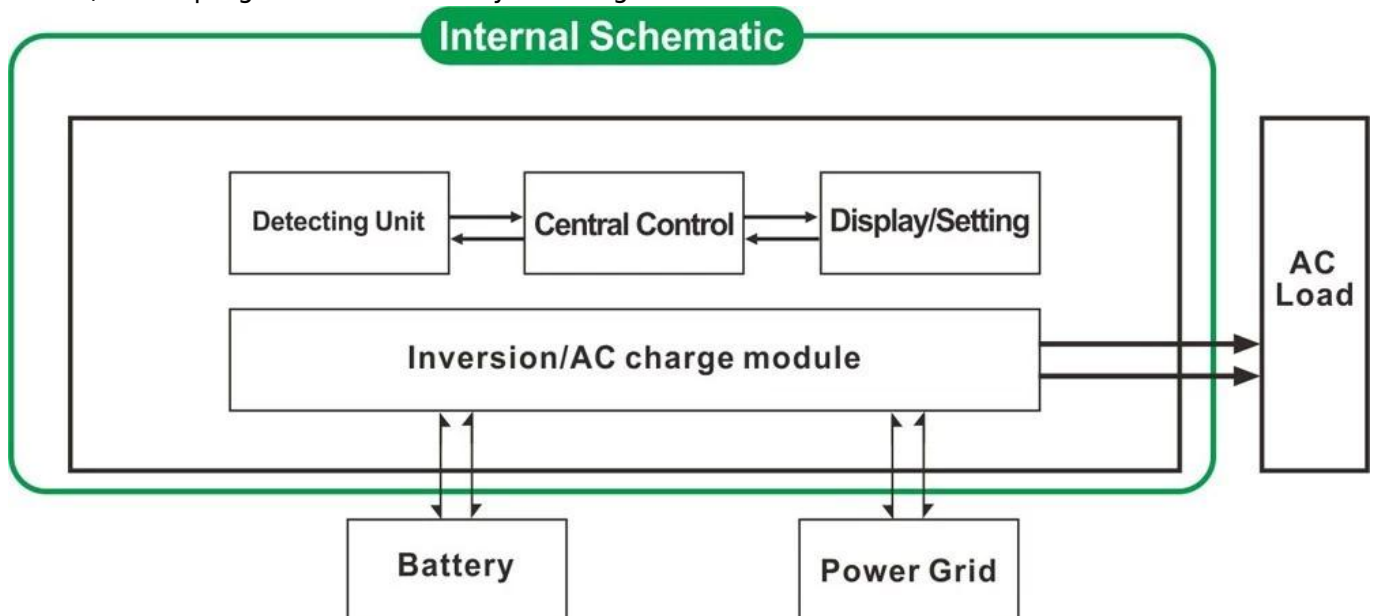 Internal Schematic
Detecting Unit
Central Control
Display/Setting
AC
Load
Inversion/AC charge module
Battery
Power Grid